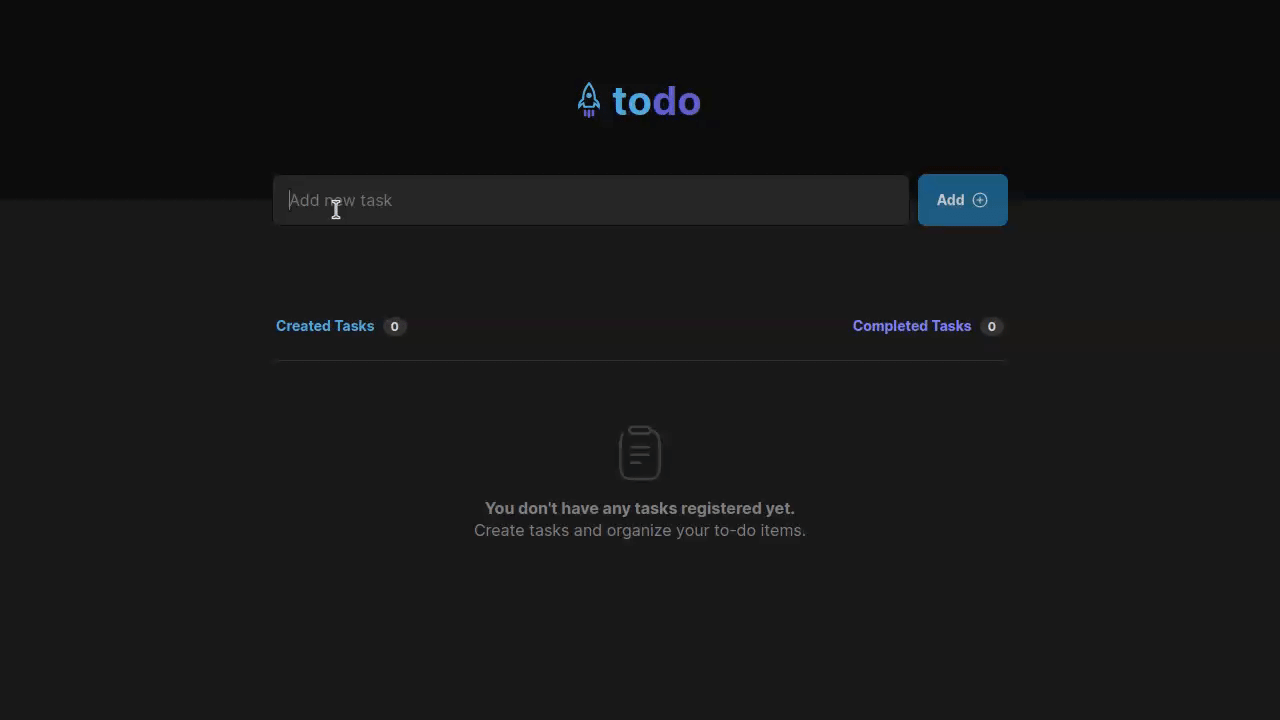 todo
Add new task
Add
Created Tasks 0
Completed Tasks 0
You don't have any tasks registered yet.
Create tasks and organize your to-do items.